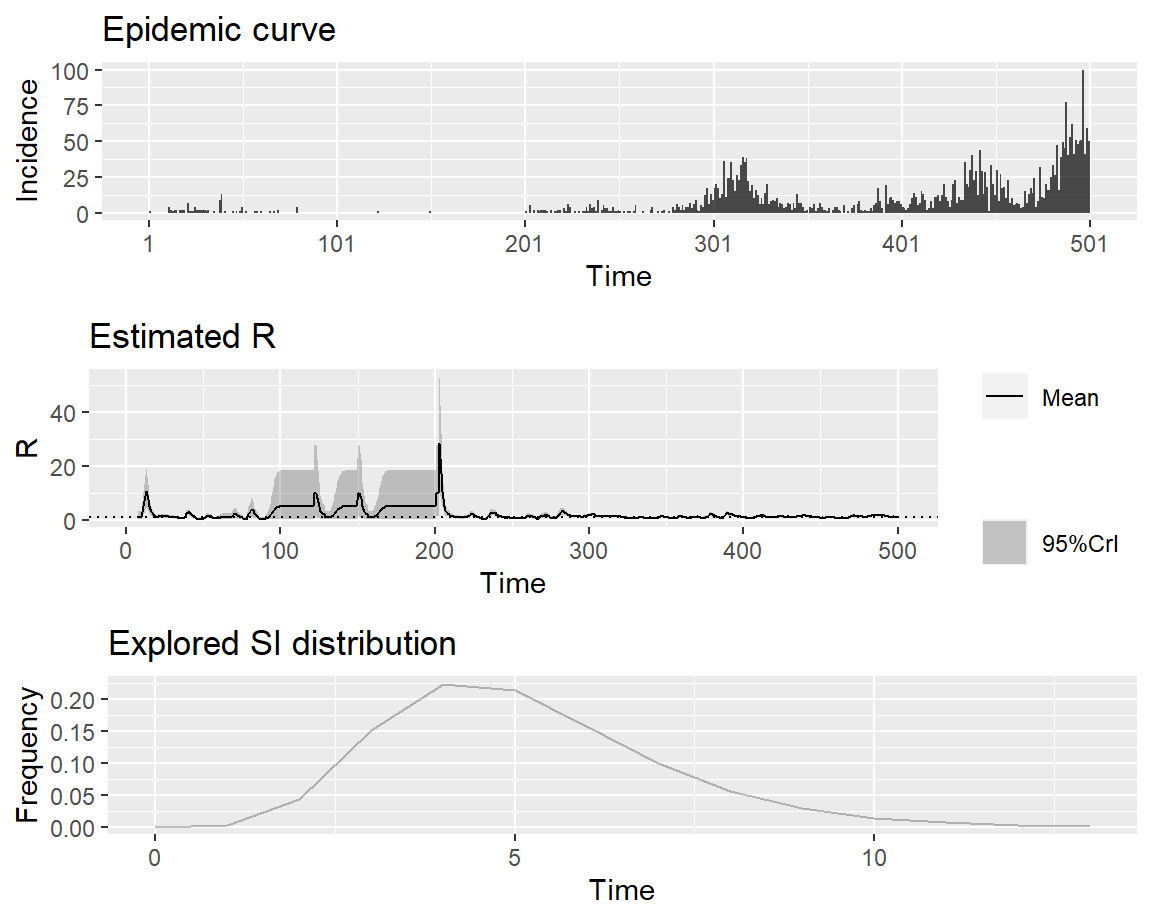 Epidemic curve
100
75
50
25
0
Incidence
1 101 201 301 401 501
Time
Estimated R
40
20
0
R
0 100 200 300 400 500
Time
Mean
95%CrI
Explored SI distribution
0.20
0.15
0.10
0.05
0.00
Frequency
0 5 10
Time